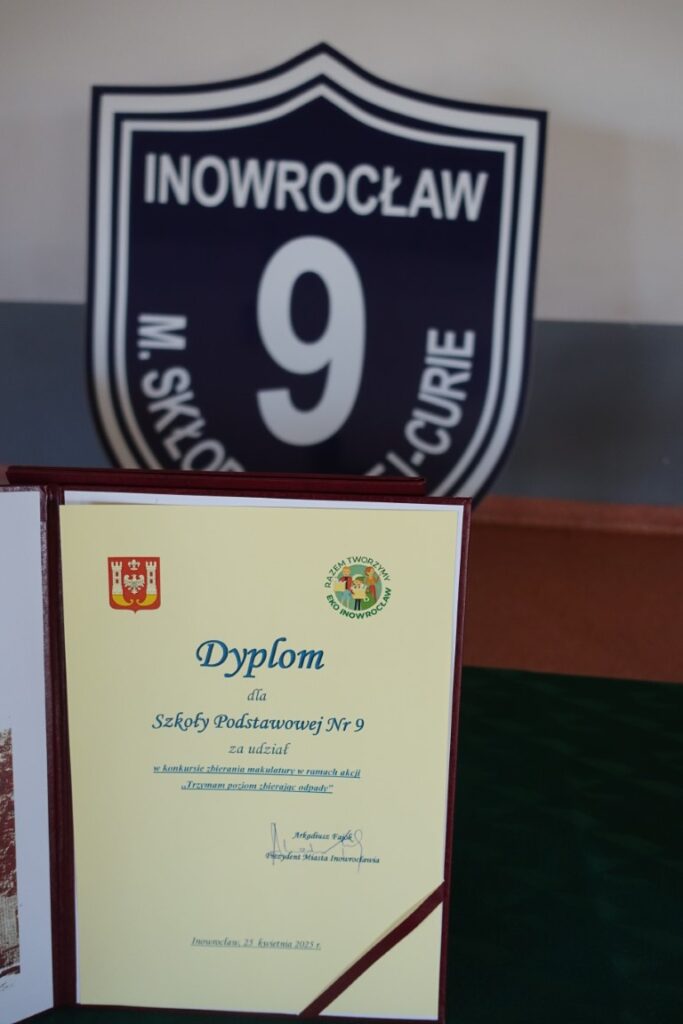 INOWROCŁAW
9
M. SKŁO J-CURIE
RAZEM TWORZYMY
EKO INOWROCŁAW
Dyplom
dla
Szkoły Podstawowej Nr 9
za udział
w konkursie zbierania makulatury w ramach akcji
„Trzymam poziom zbierając odpady”
Arkadiusz Fajok
Prezydent Miasta Inowrocławia
Inowrocław, 25 kwietnia 2025 r.